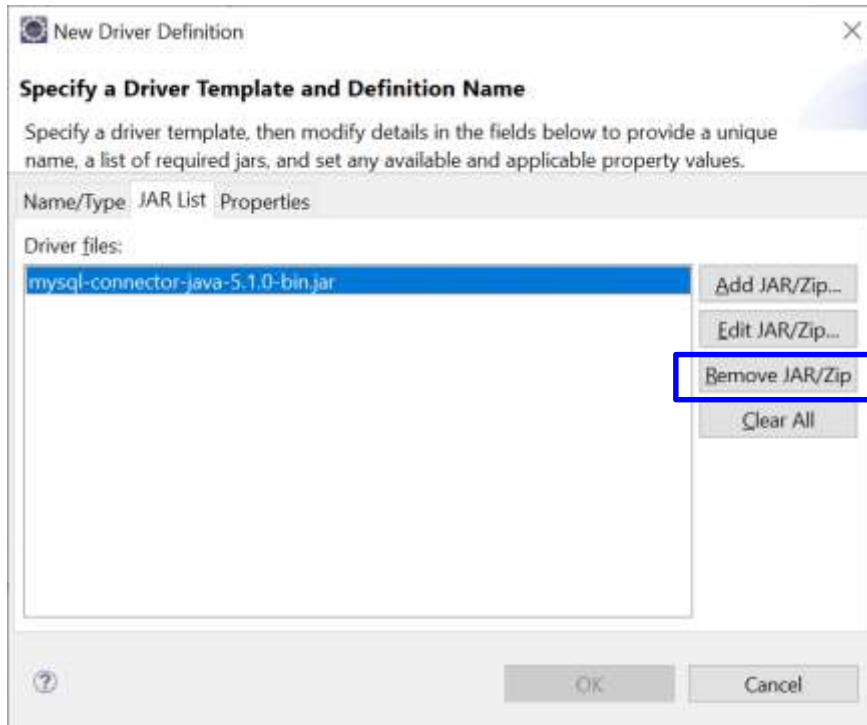 New Driver Definition
Specify a Driver Template and Definition Name
Specify a driver template, then modify details in the fields below to provide a unique
name, a list of required jars, and set any available and applicable property values.
Name/Type JAR List Properties
Driver files:
mysql-connector-java-5.1.0-bin.jar
Add JAR/Zip...
Edit JAR/Zip...
Remove JAR/Zip
Clear All
OK Cancel